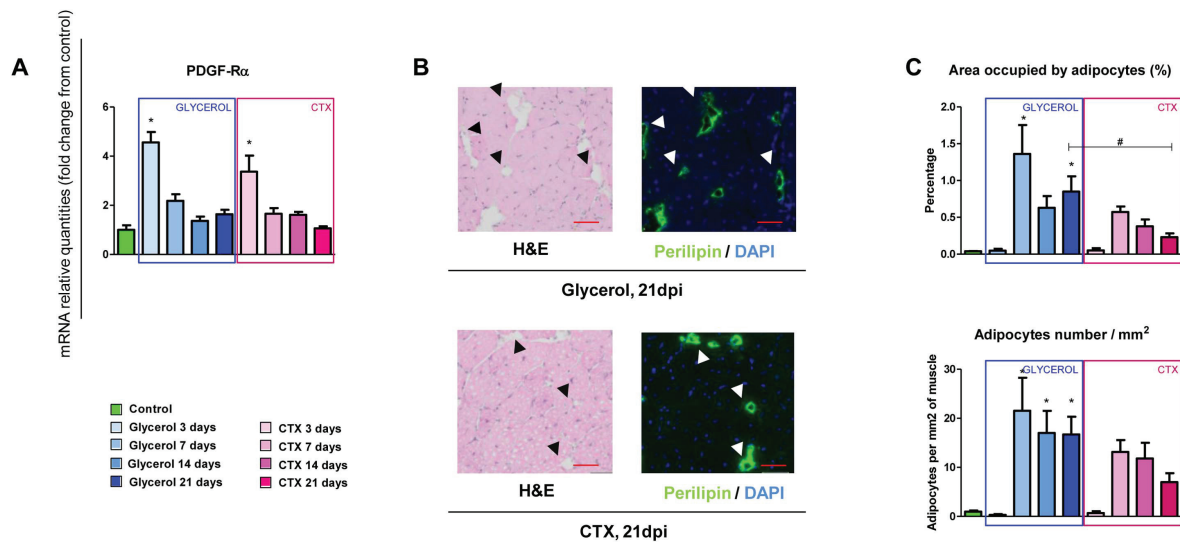 A
mRNA relative quantities (fold change from control)
PDGF-Rα
GLYCEROL
CTX
6
4
2
0
*
*
Control
Glycerol 3 days
Glycerol 7 days
Glycerol 14 days
Glycerol 21 days
CTX 3 days
CTX 7 days
CTX 14 days
CTX 21 days
B
H&E
Perilipin / DAPI
Glycerol, 21dpi
H&E
Perilipin / DAPI
CTX, 21dpi
C
Area occupied by adipocytes (%)
GLYCEROL
CTX
Percentage
2.0
1.5
1.0
0.5
0.0
*
*
#
Adipocytes number / mm²
GLYCEROL
CTX
Adipocytes per mm2 of muscle
30
20
10
0
*
*
*